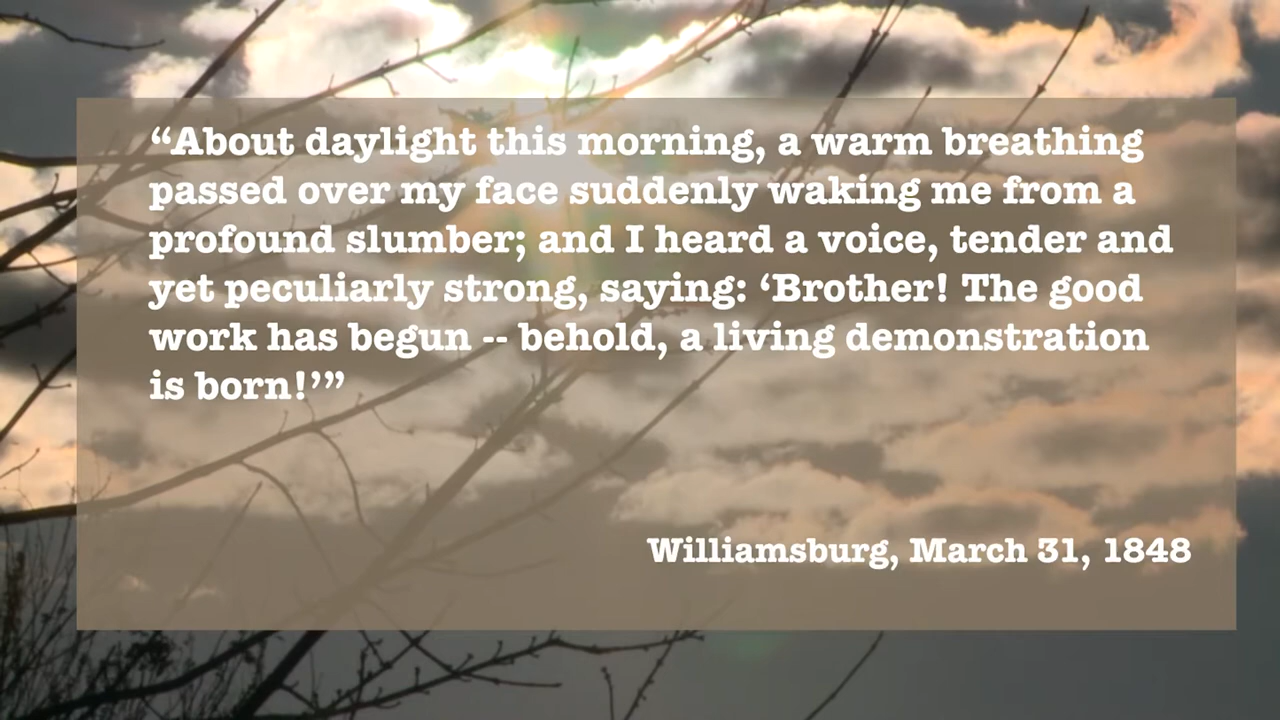 “About daylight this morning, a warm breathing
passed over my face suddenly waking me from a
profound slumber; and I heard a voice, tender and
yet peculiarly strong, saying: ‘Brother! The good
work has begun -- behold, a living demonstration
is born!’”
Williamsburg, March 31, 1848